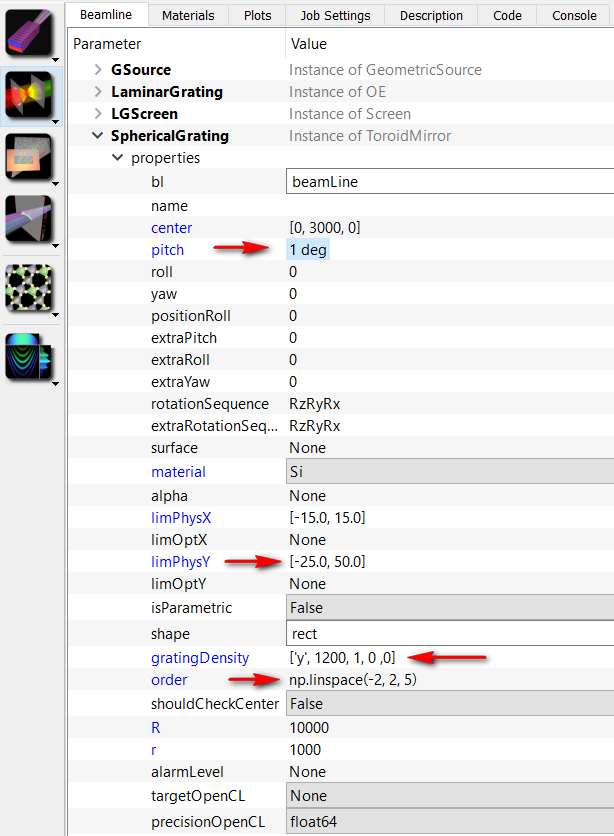 Beamline Materials Plots Job Settings Description Code Console
Parameter Value
GSource Instance of GeometricSource
LaminarGrating Instance of OE
LGScreen Instance of Screen
SphericalGrating Instance of ToroidMirror
properties
bl beamLine
name
center [0, 3000, 0]
pitch 1 deg
roll 0
yaw 0
positionRoll 0
extraPitch 0
extraRoll 0
extraYaw 0
rotationSequence RzRyRx
extraRotationSeq... RzRyRx
surface None
material Si
alpha None
limPhysX [-15.0, 15.0]
limOptX None
limPhysY [-25.0, 50.0]
limOptY None
isParametric False
shape rect
gratingDensity ['y', 1200, 1, 0 ,0]
order np.linspace(-2, 2, 5)
shouldCheckCenter False
R 10000
r 1000
alarmLevel None
targetOpenCL None
precisionOpenCL float64